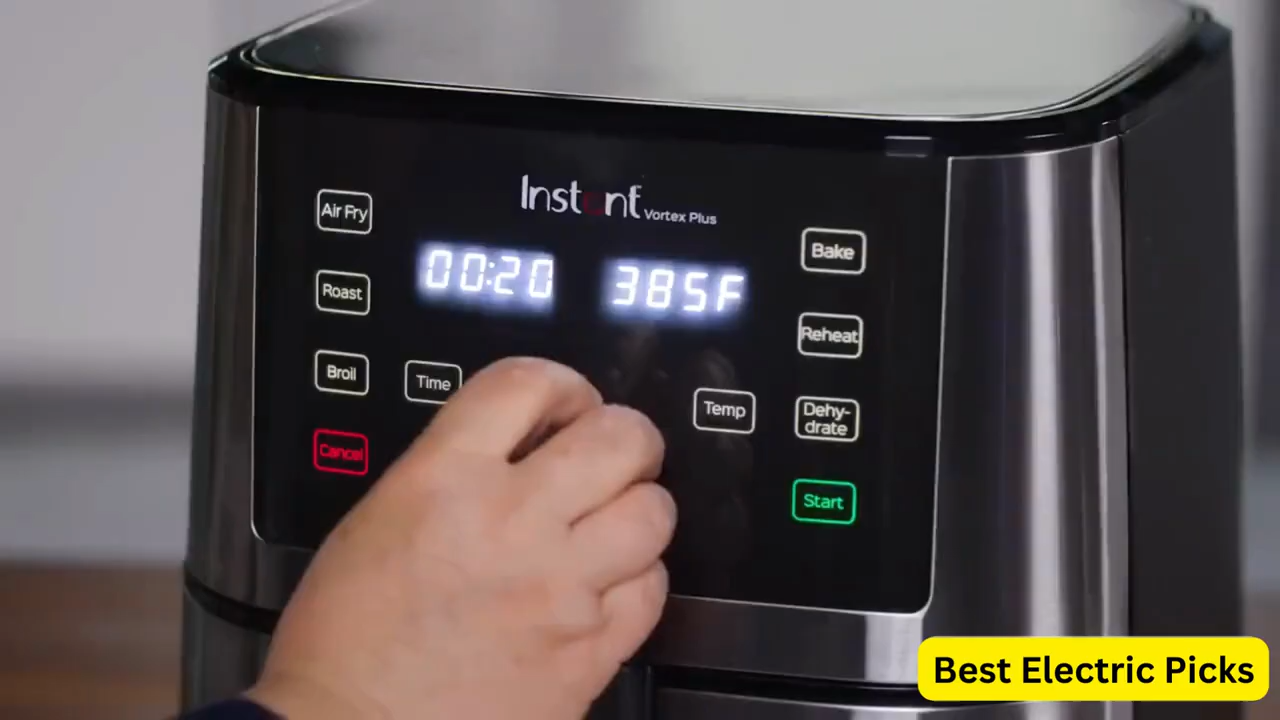 Instant Vortex Plus
Air Fry
Roast
Broil
Cancel
00:20
385F
Time
Temp
Bake
Reheat
Dehy-
drate
Start
Best Electric Picks